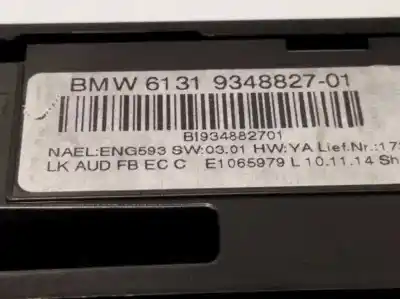 BMW 6131 9348827-01
BI934882701
NAEL:ENG593 SW:03.01 HW:YA Lief.Nr.:17
LK AUD FB EC C E1065979 L 10.11.14 Sh